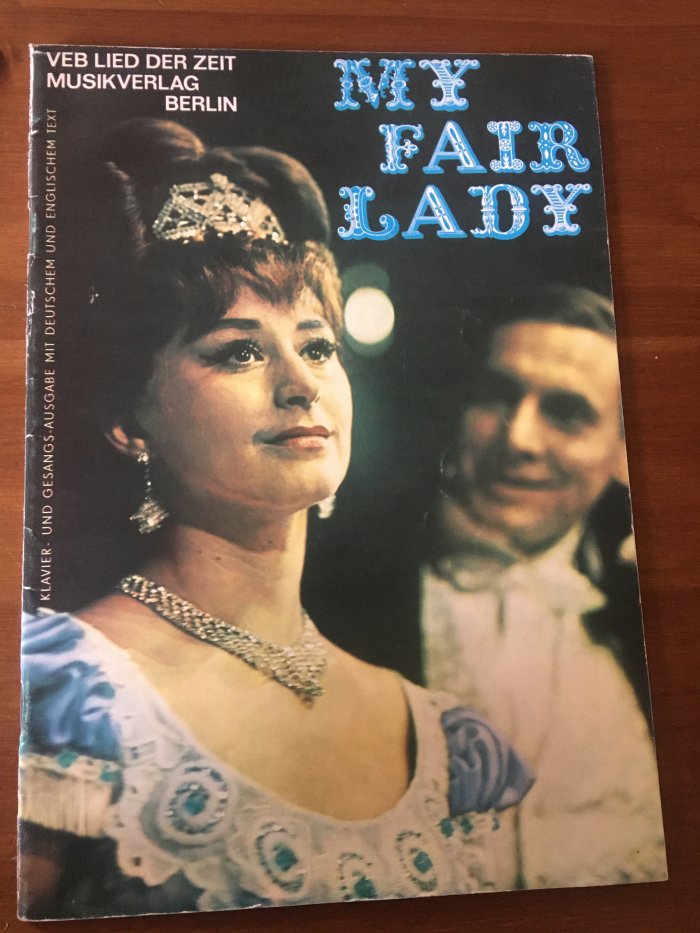 VEB LIED DER ZEIT
MUSIKVERLAG
BERLIN
MY
FAIR
LADY
KLAVIER- UND GESANGS-AUSGABE MIT DEUTSCHEM UND ENGLISCHEM TEXT